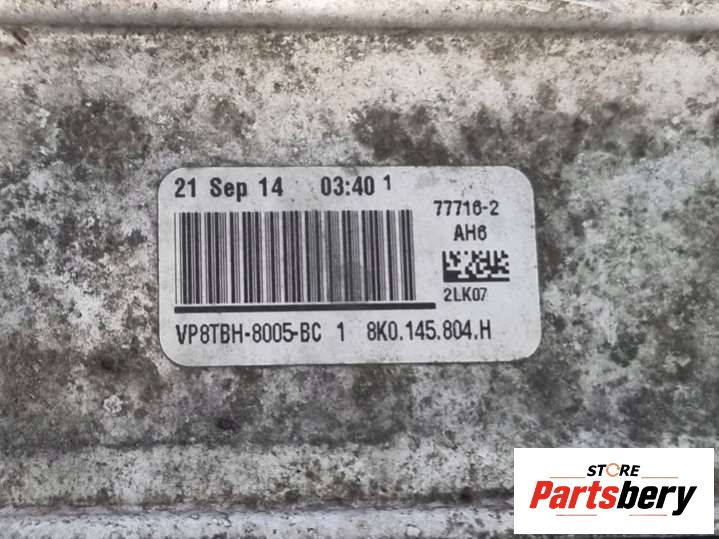 21 Sep 14 03:40 1
77716-2
AH6
2LK07
VP8TBH-8005-BC 1 8K0.145.804.H
STORE
Partsbery